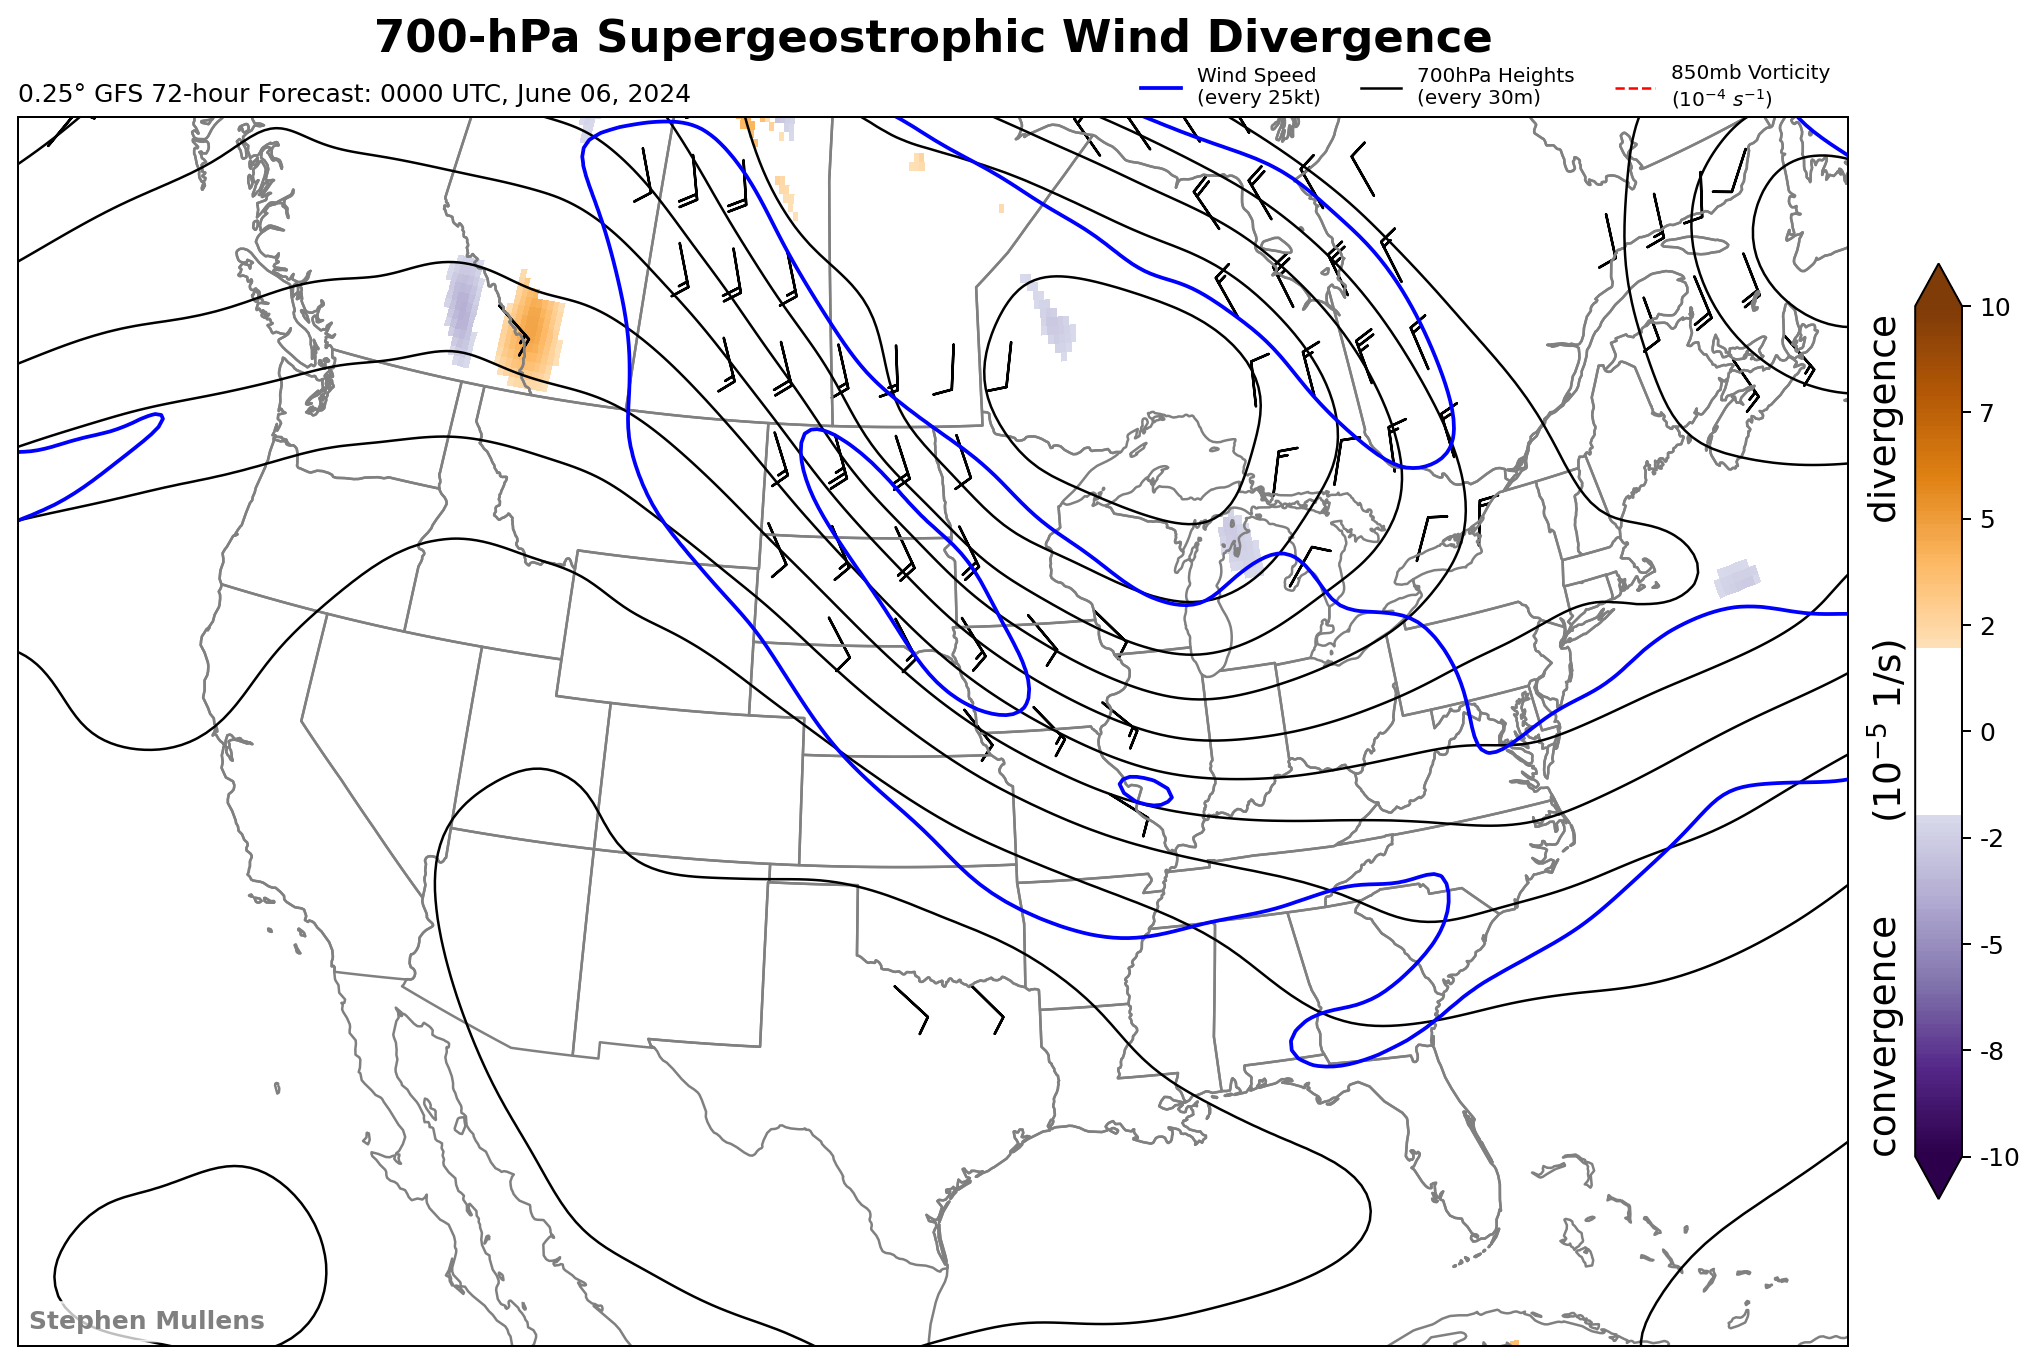 700-hPa Supergeostrophic Wind Divergence
0.25° GFS 72-hour Forecast: 0000 UTC, June 06, 2024
Wind Speed
(every 25kt)
700hPa Heights
(every 30m)
850mb Vorticity
(10⁻⁴ s⁻¹)
10
7
5
2
0
-2
-5
-8
-10
convergence (10⁻⁵ 1/s) divergence
Stephen Mullens